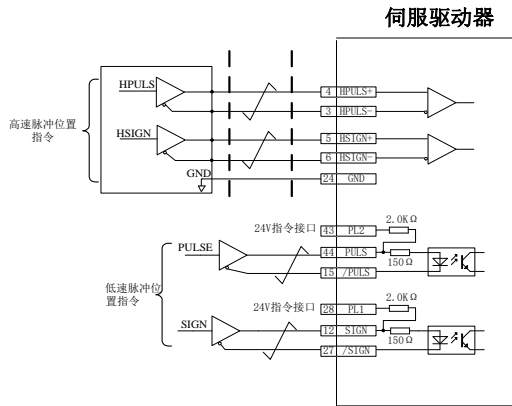 伺服驱动器
高速脉冲位置
指令
HPULS
HSIGN
GND
4 HPULS+
3 HPULS-
5 HSIGN+
6 HSIGN-
24 GND
低速脉冲位
置指令
PULSE
SIGN
24V指令接口 43 PL2 2.0KΩ
44 PULS 150Ω
15 /PULS
24V指令接口 28 PL1 2.0KΩ
12 SIGN 150Ω
27 /SIGN